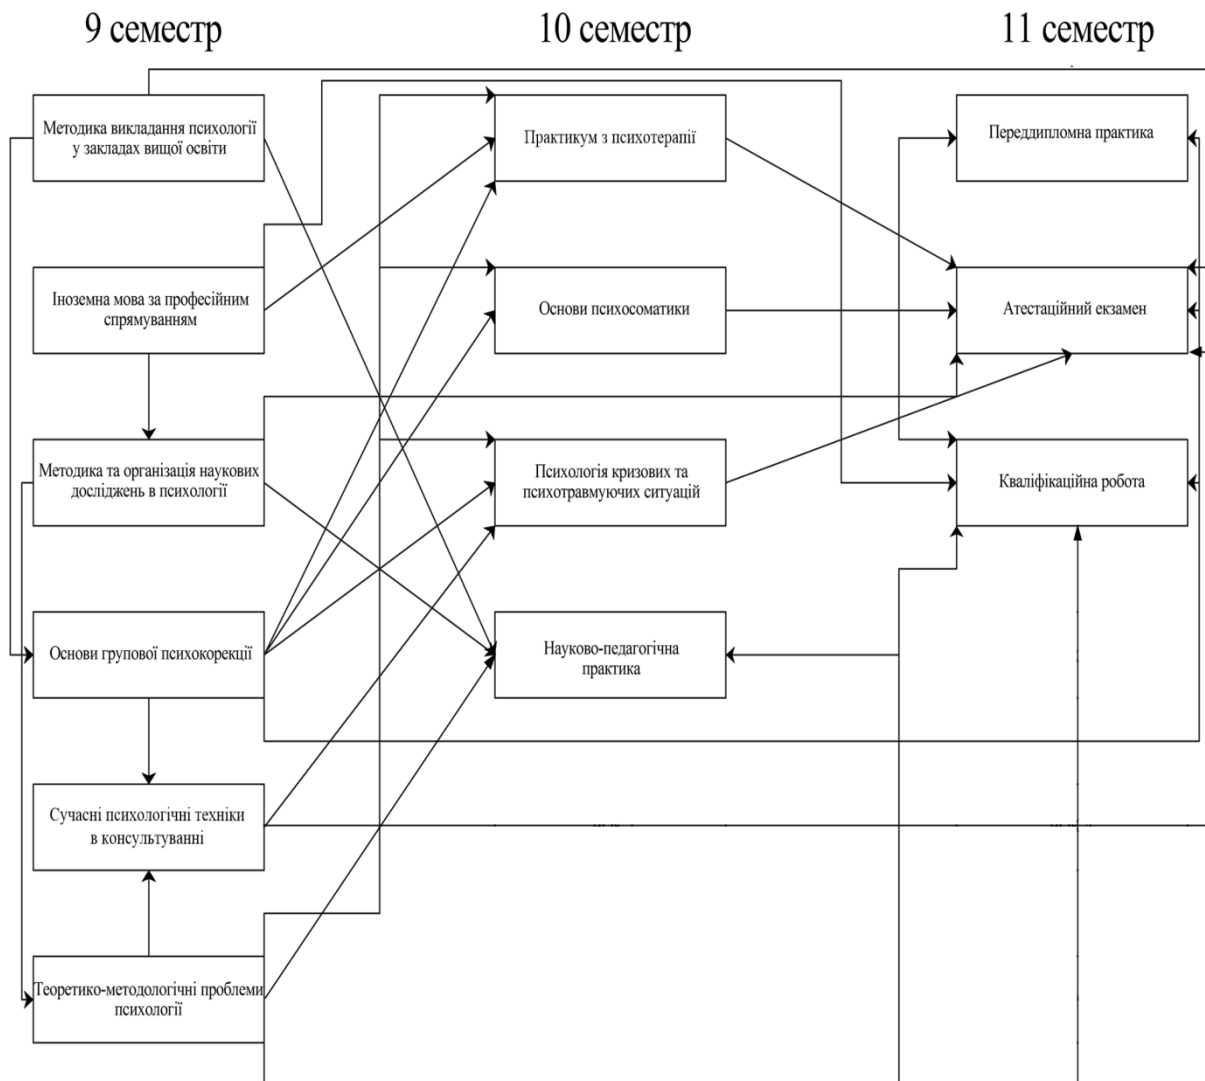 9 семестр
10 семестр
11 семестр
Методика викладання психології
у закладах вищої освіти
Практикум з психотерапії
Переддипломна практика
Іноземна мова за професійним
спрямуванням
Основи психосоматики
Атестаційний екзамен
Методика та організація наукових
досліджень в психології
Психологія кризових та
психотравмуючих ситуацій
Кваліфікаційна робота
Основи групової психокорекції
Науково-педагогічна
практика
Сучасні психологічні техніки
в консультуванні
Теоретико-методологічні проблеми
психології